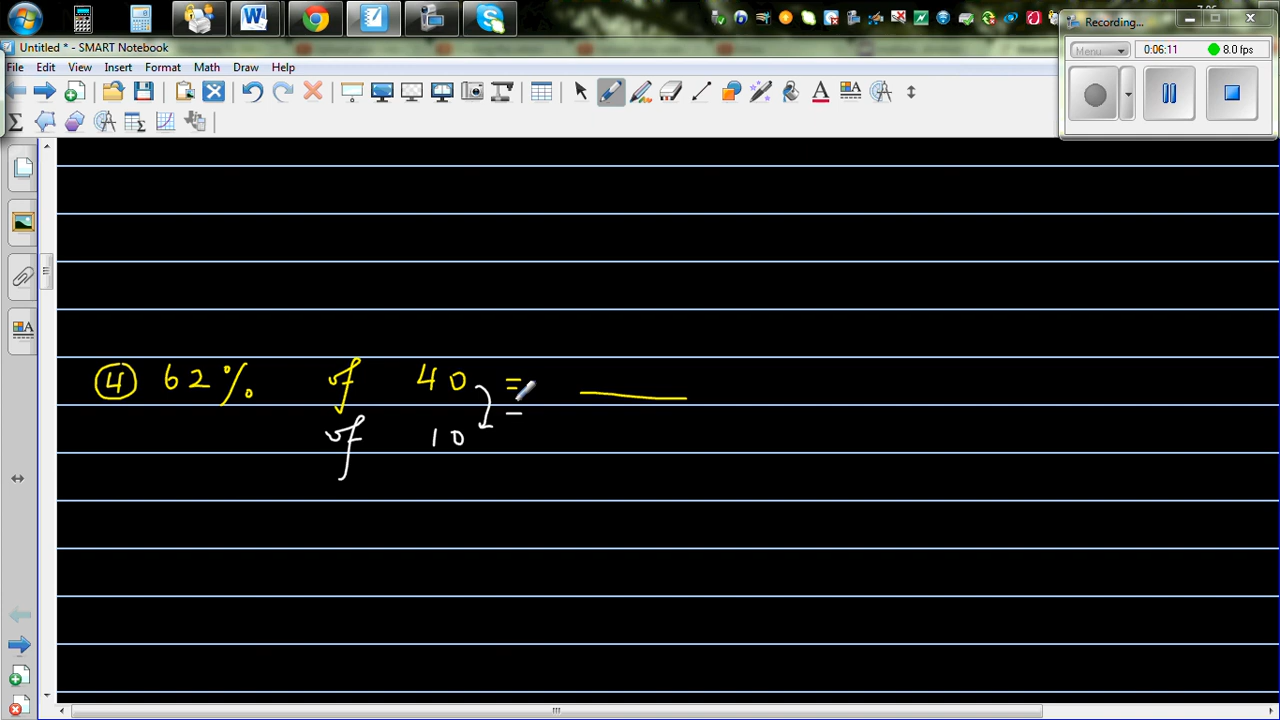 Untitled * - SMART Notebook
Recording...
File Edit View Insert Format Math Draw Help
Menu 0:06:11 8.0 fps
④ 62% of 40 = ______
of 10